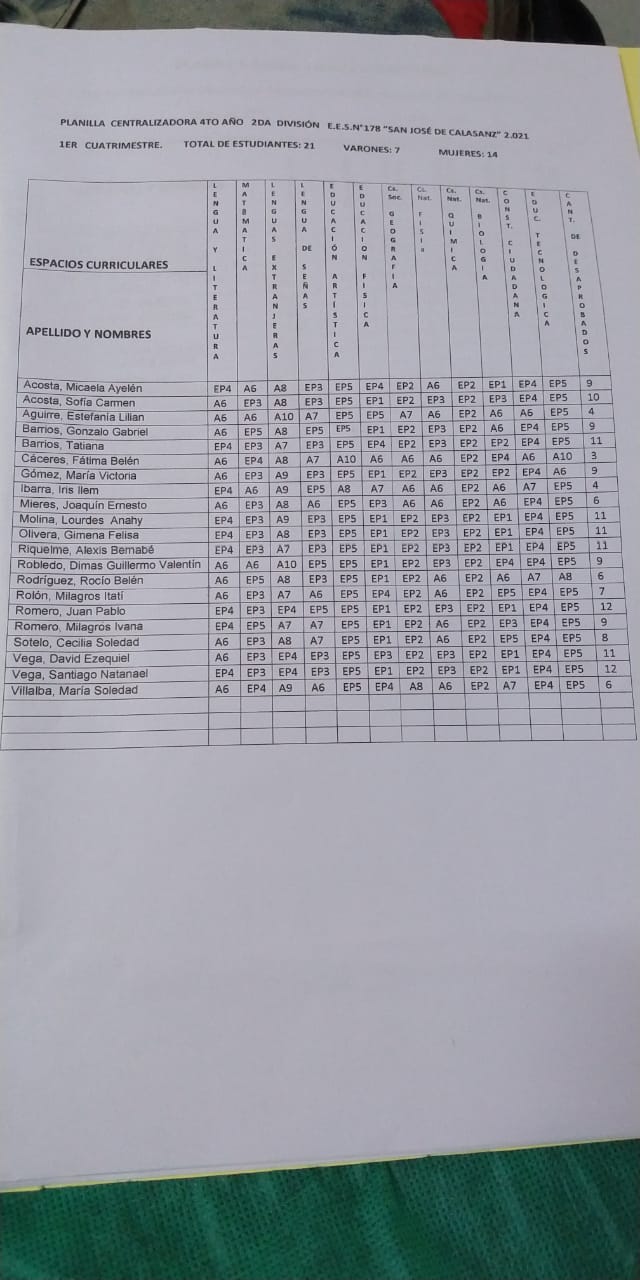 PLANILLA CENTRALIZADORA 4TO AÑO 2DA DIVISIÓN E.E.S.N°178 "SAN JOSÉ DE CALASANZ" 2.021
1ER CUATRIMESTRE. TOTAL DE ESTUDIANTES: 21 VARONES: 7 MUJERES: 14
ESPACIOS CURRICULARES
APELLIDO Y NOMBRES
LENGUA Y LITERATURA
MATEMATICA
LENGUAS EXTRANJERAS
LENGUA DE SEÑAS
EDUCACIÓN ARTÍSTICA
EDUCACION FISICA
Cs. Soc. GEOGRAFIA
Cs. Nat. FISIa
Cs. Nat. QUIMICA
Cs. Nat. BIOLOGIA
CONST. CIUDADANA
EDUC. TECNOLOGICA
CANT. DE DESAPROBADOS
Acosta, Micaela Ayelén EP4 A6 A8 EP3 EP5 EP4 EP2 A6 EP2 EP1 EP4 EP5 9
Acosta, Sofía Carmen A6 EP3 A8 EP3 EP5 EP1 EP2 EP3 EP2 EP3 EP4 EP5 10
Aguirre, Estefanía Lilian A6 A6 A10 A7 EP5 EP5 A7 A6 EP2 A6 A6 EP5 4
Barrios, Gonzalo Gabriel A6 EP5 A8 EP5 EP5 EP1 EP2 EP3 EP2 A6 EP4 EP5 9
Barrios, Tatiana EP4 EP3 A7 EP3 EP5 EP4 EP2 EP3 EP2 EP2 EP4 EP5 11
Cáceres, Fátima Belén A6 EP4 A8 A7 A10 A6 A6 A6 EP2 EP4 A6 A10 3
Gómez, María Victoria A6 EP3 A9 EP3 EP5 EP1 EP2 EP3 EP2 EP2 EP4 A6 9
Ibarra, Iris Ilem EP4 A6 A9 EP5 A8 A7 A6 A6 EP2 A6 A7 EP5 4
Mieres, Joaquín Ernesto A6 EP3 A8 A6 EP5 EP3 A6 A6 EP2 A6 EP4 EP5 6
Molina, Lourdes Anahy EP4 EP3 A9 EP3 EP5 EP1 EP2 EP3 EP2 EP1 EP4 EP5 11
Olivera, Gimena Felisa EP4 EP3 A8 EP3 EP5 EP1 EP2 EP3 EP2 EP1 EP4 EP5 11
Riquelme, Alexis Bernabé EP4 EP3 A7 EP3 EP5 EP1 EP2 EP3 EP2 EP1 EP4 EP5 11
Robledo, Dimas Guillermo Valentín A6 A6 A10 EP5 EP5 EP1 EP2 EP3 EP2 EP4 EP4 EP5 9
Rodríguez, Rocío Belén A6 EP5 A8 EP3 EP5 EP1 EP2 A6 EP2 A6 A7 A8 6
Rolón, Milagros Itatí A6 EP3 A7 A6 EP5 EP4 EP2 A6 EP2 EP5 EP4 EP5 7
Romero, Juan Pablo EP4 EP3 EP4 EP5 EP5 EP1 EP2 EP3 EP2 EP1 EP4 EP5 12
Romero, Milagros Ivana EP4 EP5 A7 A7 EP5 EP1 EP2 A6 EP2 EP3 EP4 EP5 9
Sotelo, Cecilia Soledad A6 EP3 A8 A7 EP5 EP1 EP2 A6 EP2 EP5 EP4 EP5 8
Vega, David Ezequiel A6 EP3 EP4 EP3 EP5 EP3 EP2 EP3 EP2 EP1 EP4 EP5 11
Vega, Santiago Natanael EP4 EP3 EP4 EP3 EP5 EP1 EP2 EP3 EP2 EP1 EP4 EP5 12
Villalba, María Soledad A6 EP4 A9 A6 EP5 EP4 A8 A6 EP2 A7 EP4 EP5 6